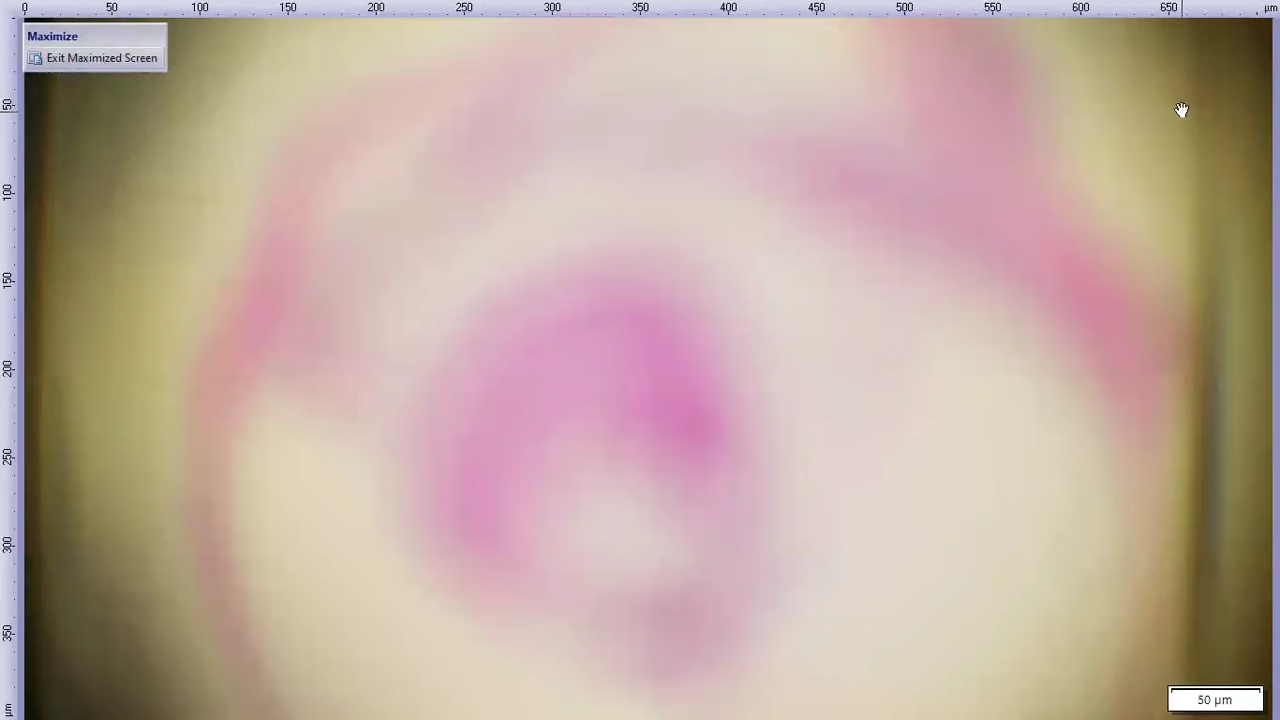 0 50 100 150 200 250 300 350 400 450 500 550 600 650 µm
Maximize
Exit Maximized Screen
50
100
150
200
250
300
350
µm
50 µm